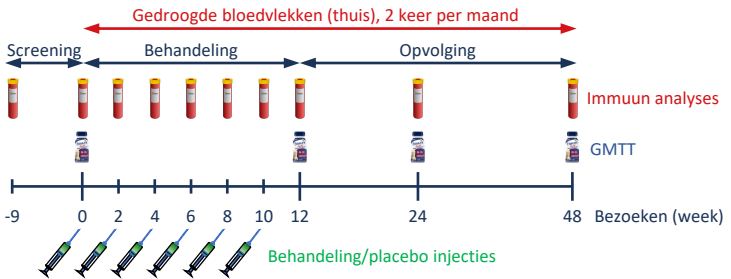 Gedroogde bloedvlekken (thuis), 2 keer per maand
Screening Behandeling Opvolging
Immuun analyses
GMTT
-9 0 2 4 6 8 10 12 24 48 Bezoeken (week)
Behandeling/placebo injecties